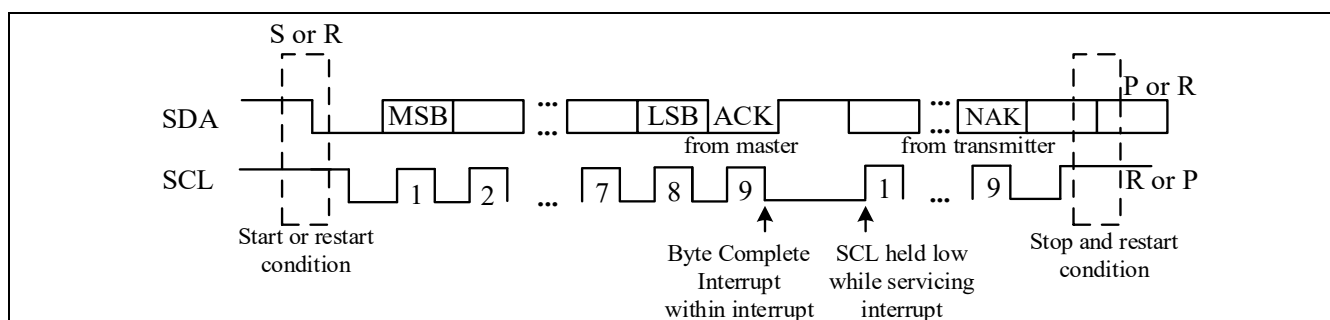 S or R
P or R
SDA MSB ... LSB ACK ... NAK
from master from transmitter
SCL 1 2 ... 7 8 9 1 ... 9 R or P
Start or restart
condition
Byte Complete
Interrupt
within interrupt
SCL held low
while servicing
interrupt
Stop and restart
condition